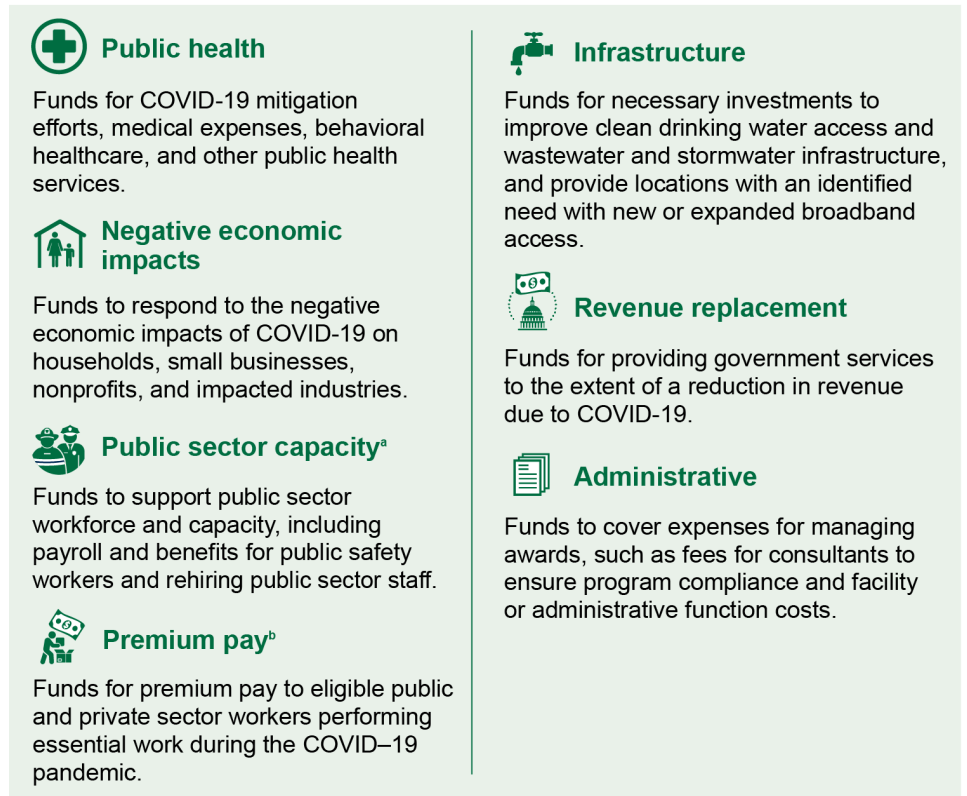 Public health
Funds for COVID-19 mitigation
efforts, medical expenses, behavioral
healthcare, and other public health
services.
Negative economic
impacts
Funds to respond to the negative
economic impacts of COVID-19 on
households, small businesses,
nonprofits, and impacted industries.
Public sector capacityᵃ
Funds to support public sector
workforce and capacity, including
payroll and benefits for public safety
workers and rehiring public sector staff.
Premium payᵇ
Funds for premium pay to eligible public
and private sector workers performing
essential work during the COVID–19
pandemic.
Infrastructure
Funds for necessary investments to
improve clean drinking water access and
wastewater and stormwater infrastructure,
and provide locations with an identified
need with new or expanded broadband
access.
Revenue replacement
Funds for providing government services
to the extent of a reduction in revenue
due to COVID-19.
Administrative
Funds to cover expenses for managing
awards, such as fees for consultants to
ensure program compliance and facility
or administrative function costs.